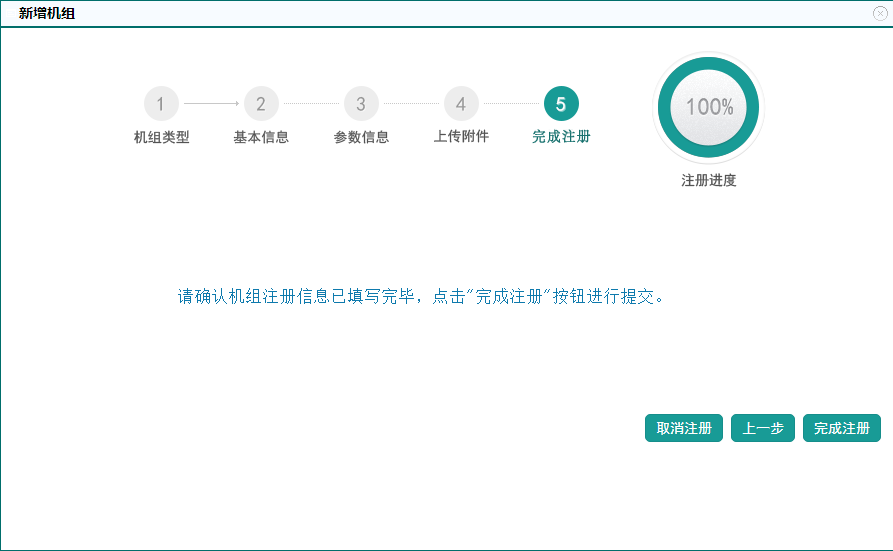 新增机组
1
2
3
4
5
机组类型
基本信息
参数信息
上传附件
完成注册
100%
注册进度
请确认机组注册信息已填写完毕，点击"完成注册"按钮进行提交。
取消注册
上一步
完成注册